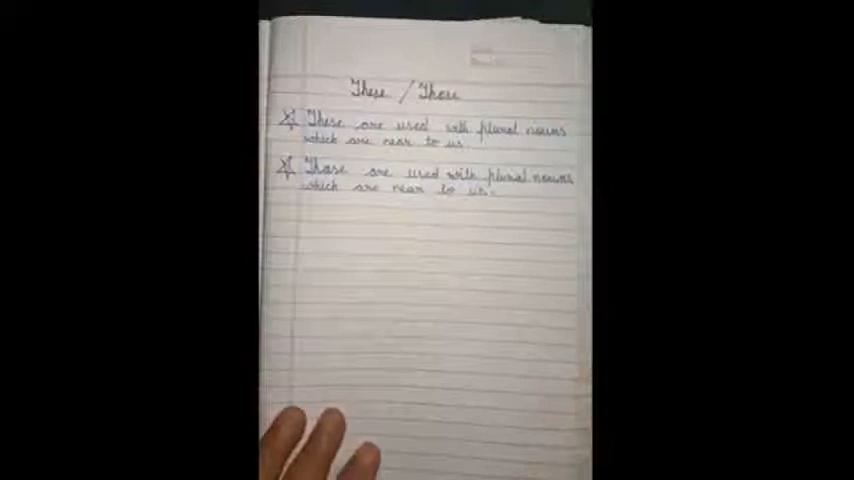 These / Those
These are used with plural nouns
which are near to us.
Those are used with plural nouns
which are near to us.